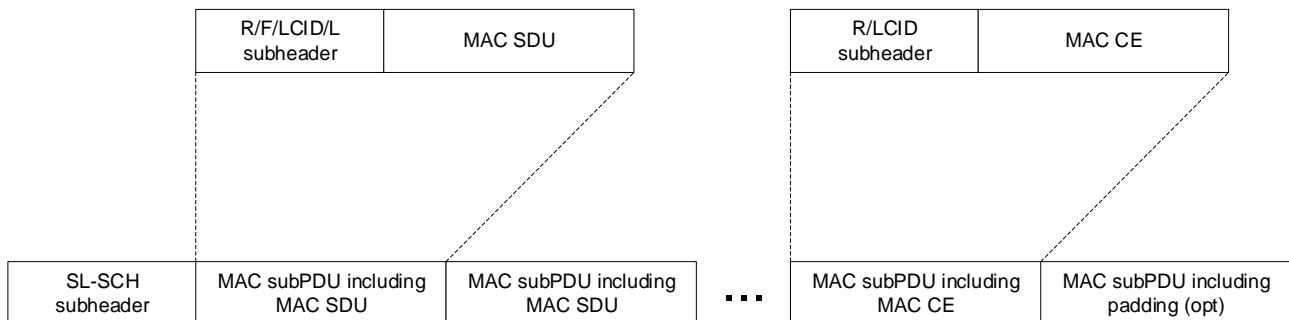 R/F/LCID/L
subheader
MAC SDU
R/LCID
subheader
MAC CE
SL-SCH
subheader
MAC subPDU including
MAC SDU
MAC subPDU including
MAC SDU
...
MAC subPDU including
MAC CE
MAC subPDU including
padding (opt)